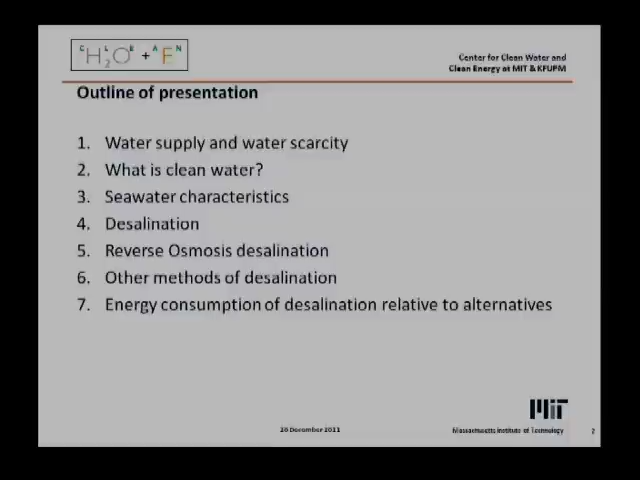 C L E A N
H2O + F
Center for Clean Water and
Clean Energy at MIT & KFUPM
Outline of presentation
1. Water supply and water scarcity
2. What is clean water?
3. Seawater characteristics
4. Desalination
5. Reverse Osmosis desalination
6. Other methods of desalination
7. Energy consumption of desalination relative to alternatives
MIT
20 December 2011
Massachusetts Institute of Technology
2